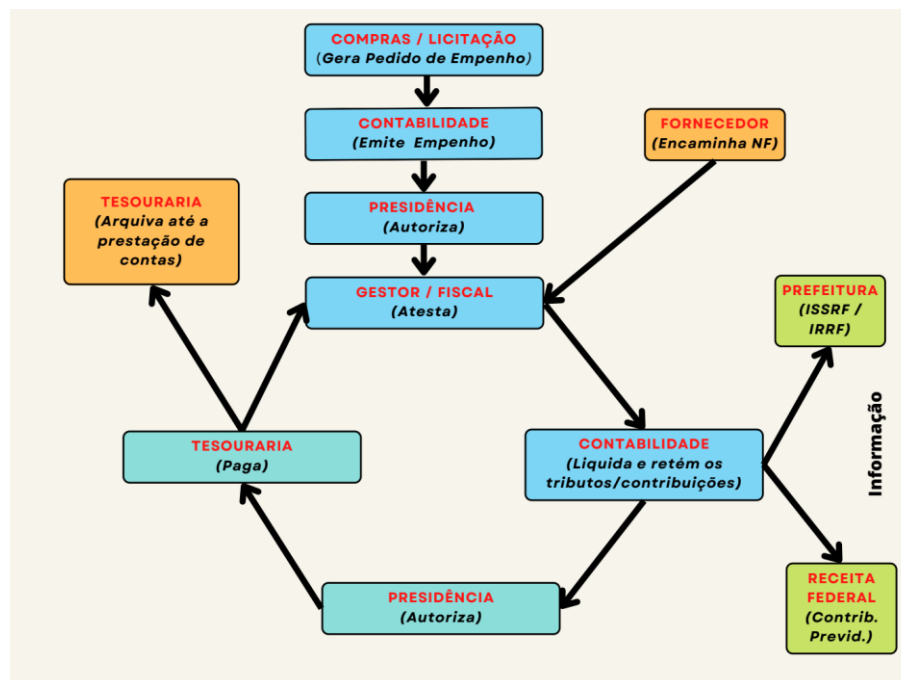 COMPRAS / LICITAÇÃO
(Gera Pedido de Empenho)
CONTABILIDADE
(Emite Empenho)
FORNECEDOR
(Encaminha NF)
PRESIDÊNCIA
(Autoriza)
TESOURARIA
(Arquiva até a
prestação de
contas)
GESTOR / FISCAL
(Atesta)
PREFEITURA
(ISSRF /
IRRF)
Informação
TESOURARIA
(Paga)
CONTABILIDADE
(Liquida e retém os
tributos/contribuições)
PRESIDÊNCIA
(Autoriza)
RECEITA
FEDERAL
(Contrib.
Previd.)